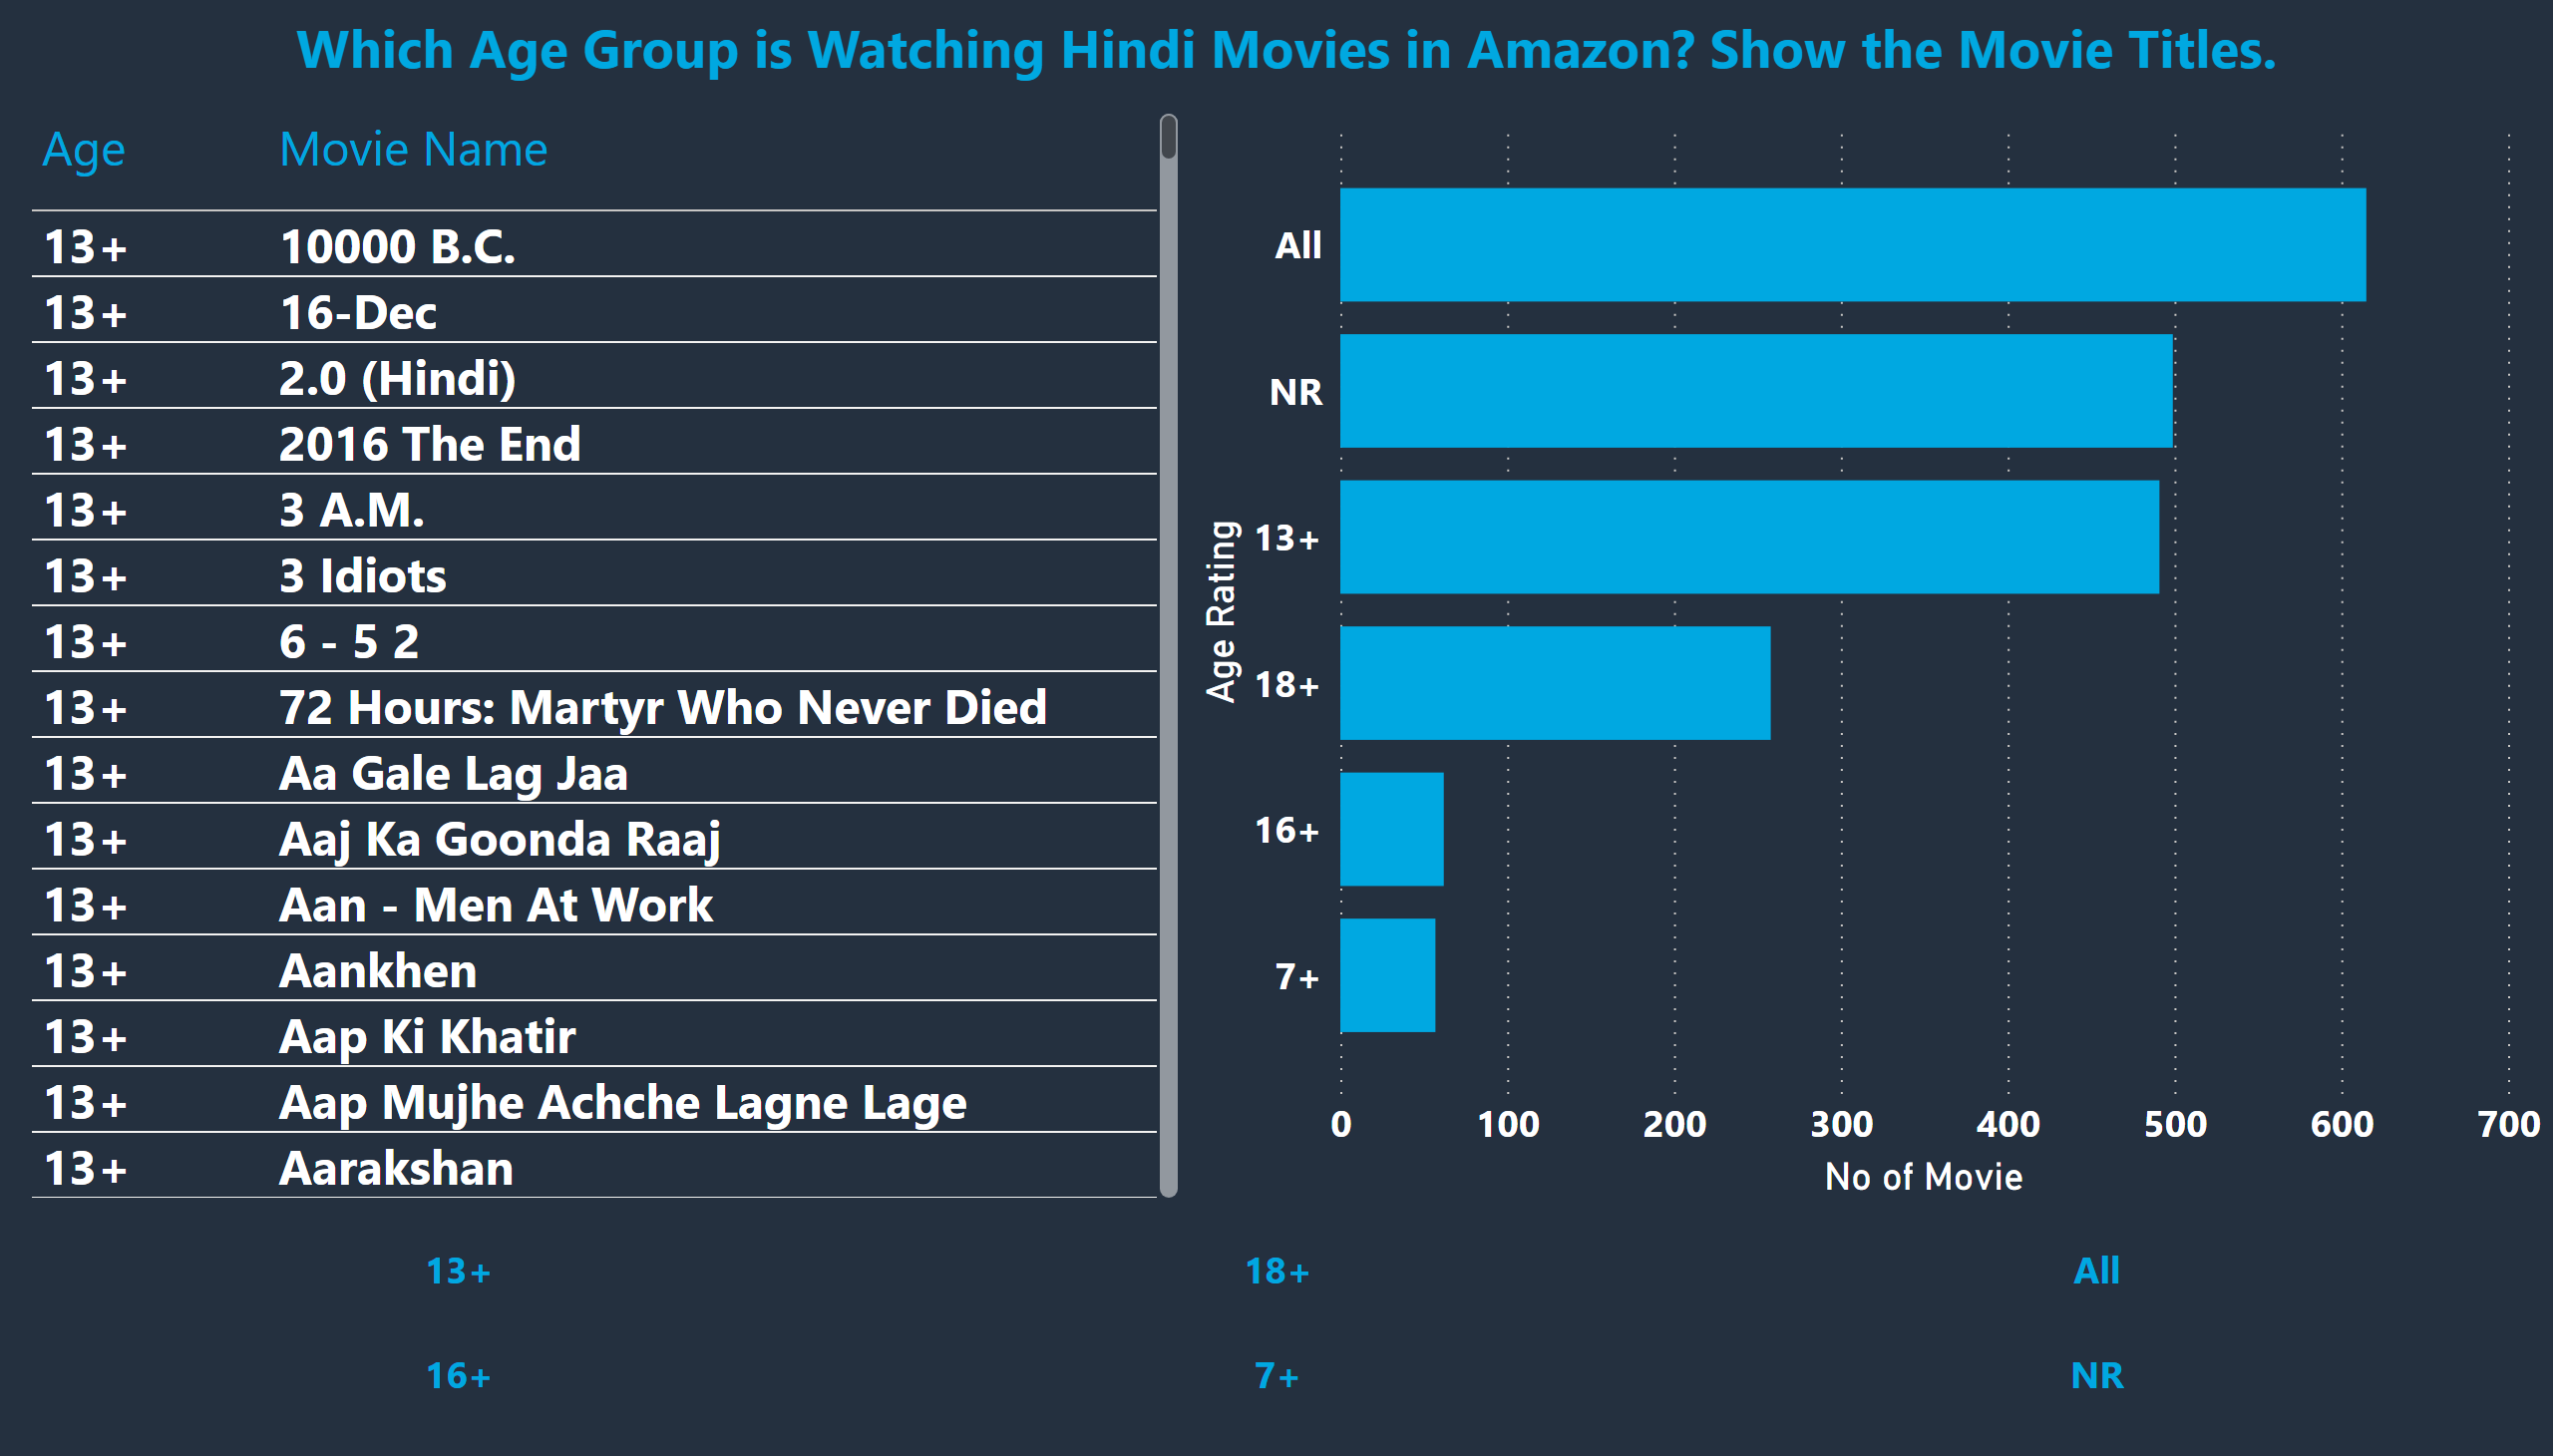 Which Age Group is Watching Hindi Movies in Amazon? Show the Movie Titles.
Age Movie Name
13+ 10000 B.C.
13+ 16-Dec
13+ 2.0 (Hindi)
13+ 2016 The End
13+ 3 A.M.
13+ 3 Idiots
13+ 6 - 5 2
13+ 72 Hours: Martyr Who Never Died
13+ Aa Gale Lag Jaa
13+ Aaj Ka Goonda Raaj
13+ Aan - Men At Work
13+ Aankhen
13+ Aap Ki Khatir
13+ Aap Mujhe Achche Lagne Lage
13+ Aarakshan
Age Rating
All
NR
13+
18+
16+
7+
0 100 200 300 400 500 600 700
No of Movie
13+ 18+ All
16+ 7+ NR